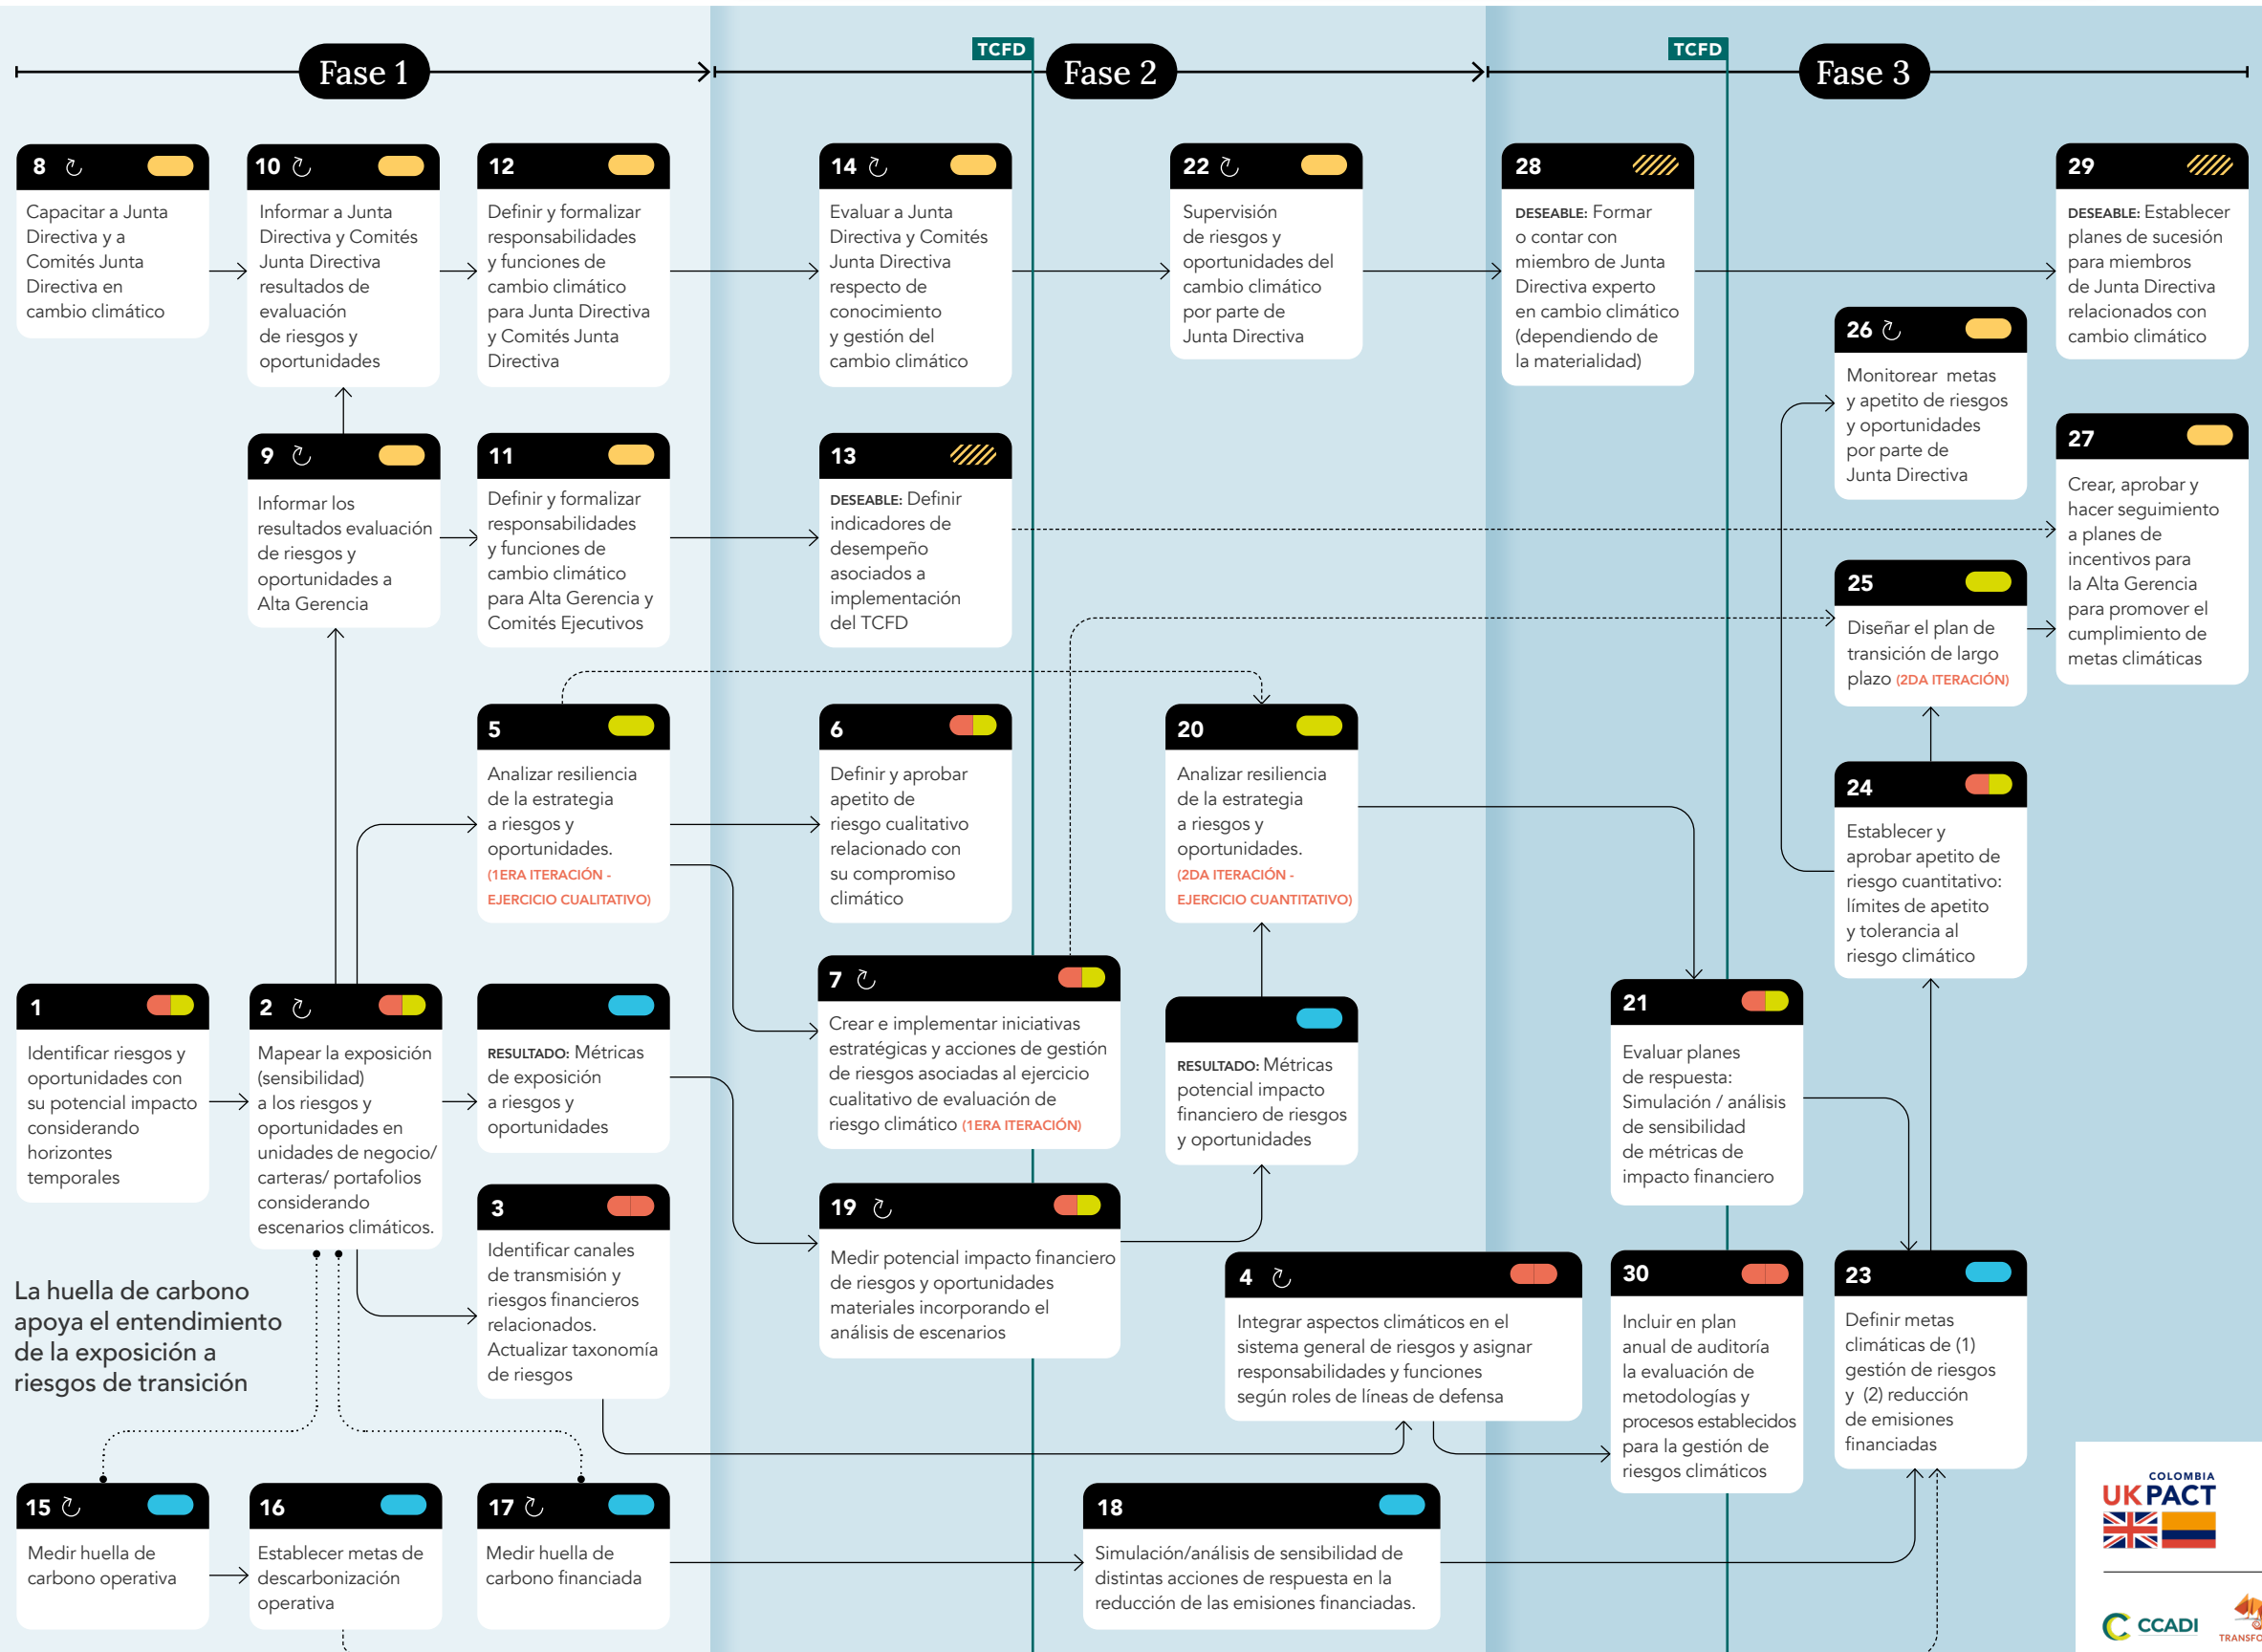 TCFD
TCFD
Fase 1
Fase 2
Fase 3
8
Capacitar a Junta
Directiva y a
Comités Junta
Directiva en
cambio climático
10
Informar a Junta
Directiva y Comités
Junta Directiva
resultados de
evaluación
de riesgos y
oportunidades
12
Definir y formalizar
responsabilidades
y funciones de
cambio climático
para Junta Directiva
y Comités Junta
Directiva
14
Evaluar a Junta
Directiva y Comités
Junta Directiva
respecto de
conocimiento
y gestión del
cambio climático
22
Supervisión
de riesgos y
oportunidades del
cambio climático
por parte de
Junta Directiva
28
DESEABLE: Formar
o contar con
miembro de Junta
Directiva experto
en cambio climático
(dependiendo de
la materialidad)
29
DESEABLE: Establecer
planes de sucesión
para miembros
de Junta Directiva
relacionados con
cambio climático
26
Monitorear metas
y apetito de riesgos
y oportunidades
por parte de
Junta Directiva
9
Informar los
resultados evaluación
de riesgos y
oportunidades a
Alta Gerencia
11
Definir y formalizar
responsabilidades
y funciones de
cambio climático
para Alta Gerencia y
Comités Ejecutivos
13
DESEABLE: Definir
indicadores de
desempeño
asociados a
implementación
del TCFD
27
Crear, aprobar y
hacer seguimiento
a planes de
incentivos para
la Alta Gerencia
para promover el
cumplimiento de
metas climáticas
25
Diseñar el plan de
transición de largo
plazo (2DA ITERACIÓN)
5
Analizar resiliencia
de la estrategia
a riesgos y
oportunidades.
(1ERA ITERACIÓN -
EJERCICIO CUALITATIVO)
6
Definir y aprobar
apetito de
riesgo cualitativo
relacionado con
su compromiso
climático
20
Analizar resiliencia
de la estrategia
a riesgos y
oportunidades.
(2DA ITERACIÓN -
EJERCICIO CUANTITATIVO)
24
Establecer y
aprobar apetito de
riesgo cuantitativo:
límites de apetito
y tolerancia al
riesgo climático
1
Identificar riesgos y
oportunidades con
su potencial impacto
considerando
horizontes
temporales
2
Mapear la exposición
(sensibilidad)
a los riesgos y
oportunidades en
unidades de negocio/
carteras/ portafolios
considerando
escenarios climáticos.
RESULTADO: Métricas
de exposición
a riesgos y
oportunidades
7
Crear e implementar iniciativas
estratégicas y acciones de gestión
de riesgos asociadas al ejercicio
cualitativo de evaluación de
riesgo climático (1ERA ITERACIÓN)
RESULTADO: Métricas
potencial impacto
financiero de riesgos
y oportunidades
21
Evaluar planes
de respuesta:
Simulación / análisis
de sensibilidad
de métricas de
impacto financiero
3
Identificar canales
de transmisión y
riesgos financieros
relacionados.
Actualizar taxonomía
de riesgos
19
Medir potencial impacto financiero
de riesgos y oportunidades
materiales incorporando el
análisis de escenarios
4
Integrar aspectos climáticos en el
sistema general de riesgos y asignar
responsabilidades y funciones
según roles de líneas de defensa
30
Incluir en plan
anual de auditoría
la evaluación de
metodologías y
procesos establecidos
para la gestión de
riesgos climáticos
23
Definir metas
climáticas de (1)
gestión de riesgos
y (2) reducción
de emisiones
financiadas
La huella de carbono
apoya el entendimiento
de la exposición a
riesgos de transición
15
Medir huella de
carbono operativa
16
Establecer metas de
descarbonización
operativa
17
Medir huella de
carbono financiada
18
Simulación/análisis de sensibilidad de
distintas acciones de respuesta en la
reducción de las emisiones financiadas.
COLOMBIA
UKPACT
CCADI
TRANSFO